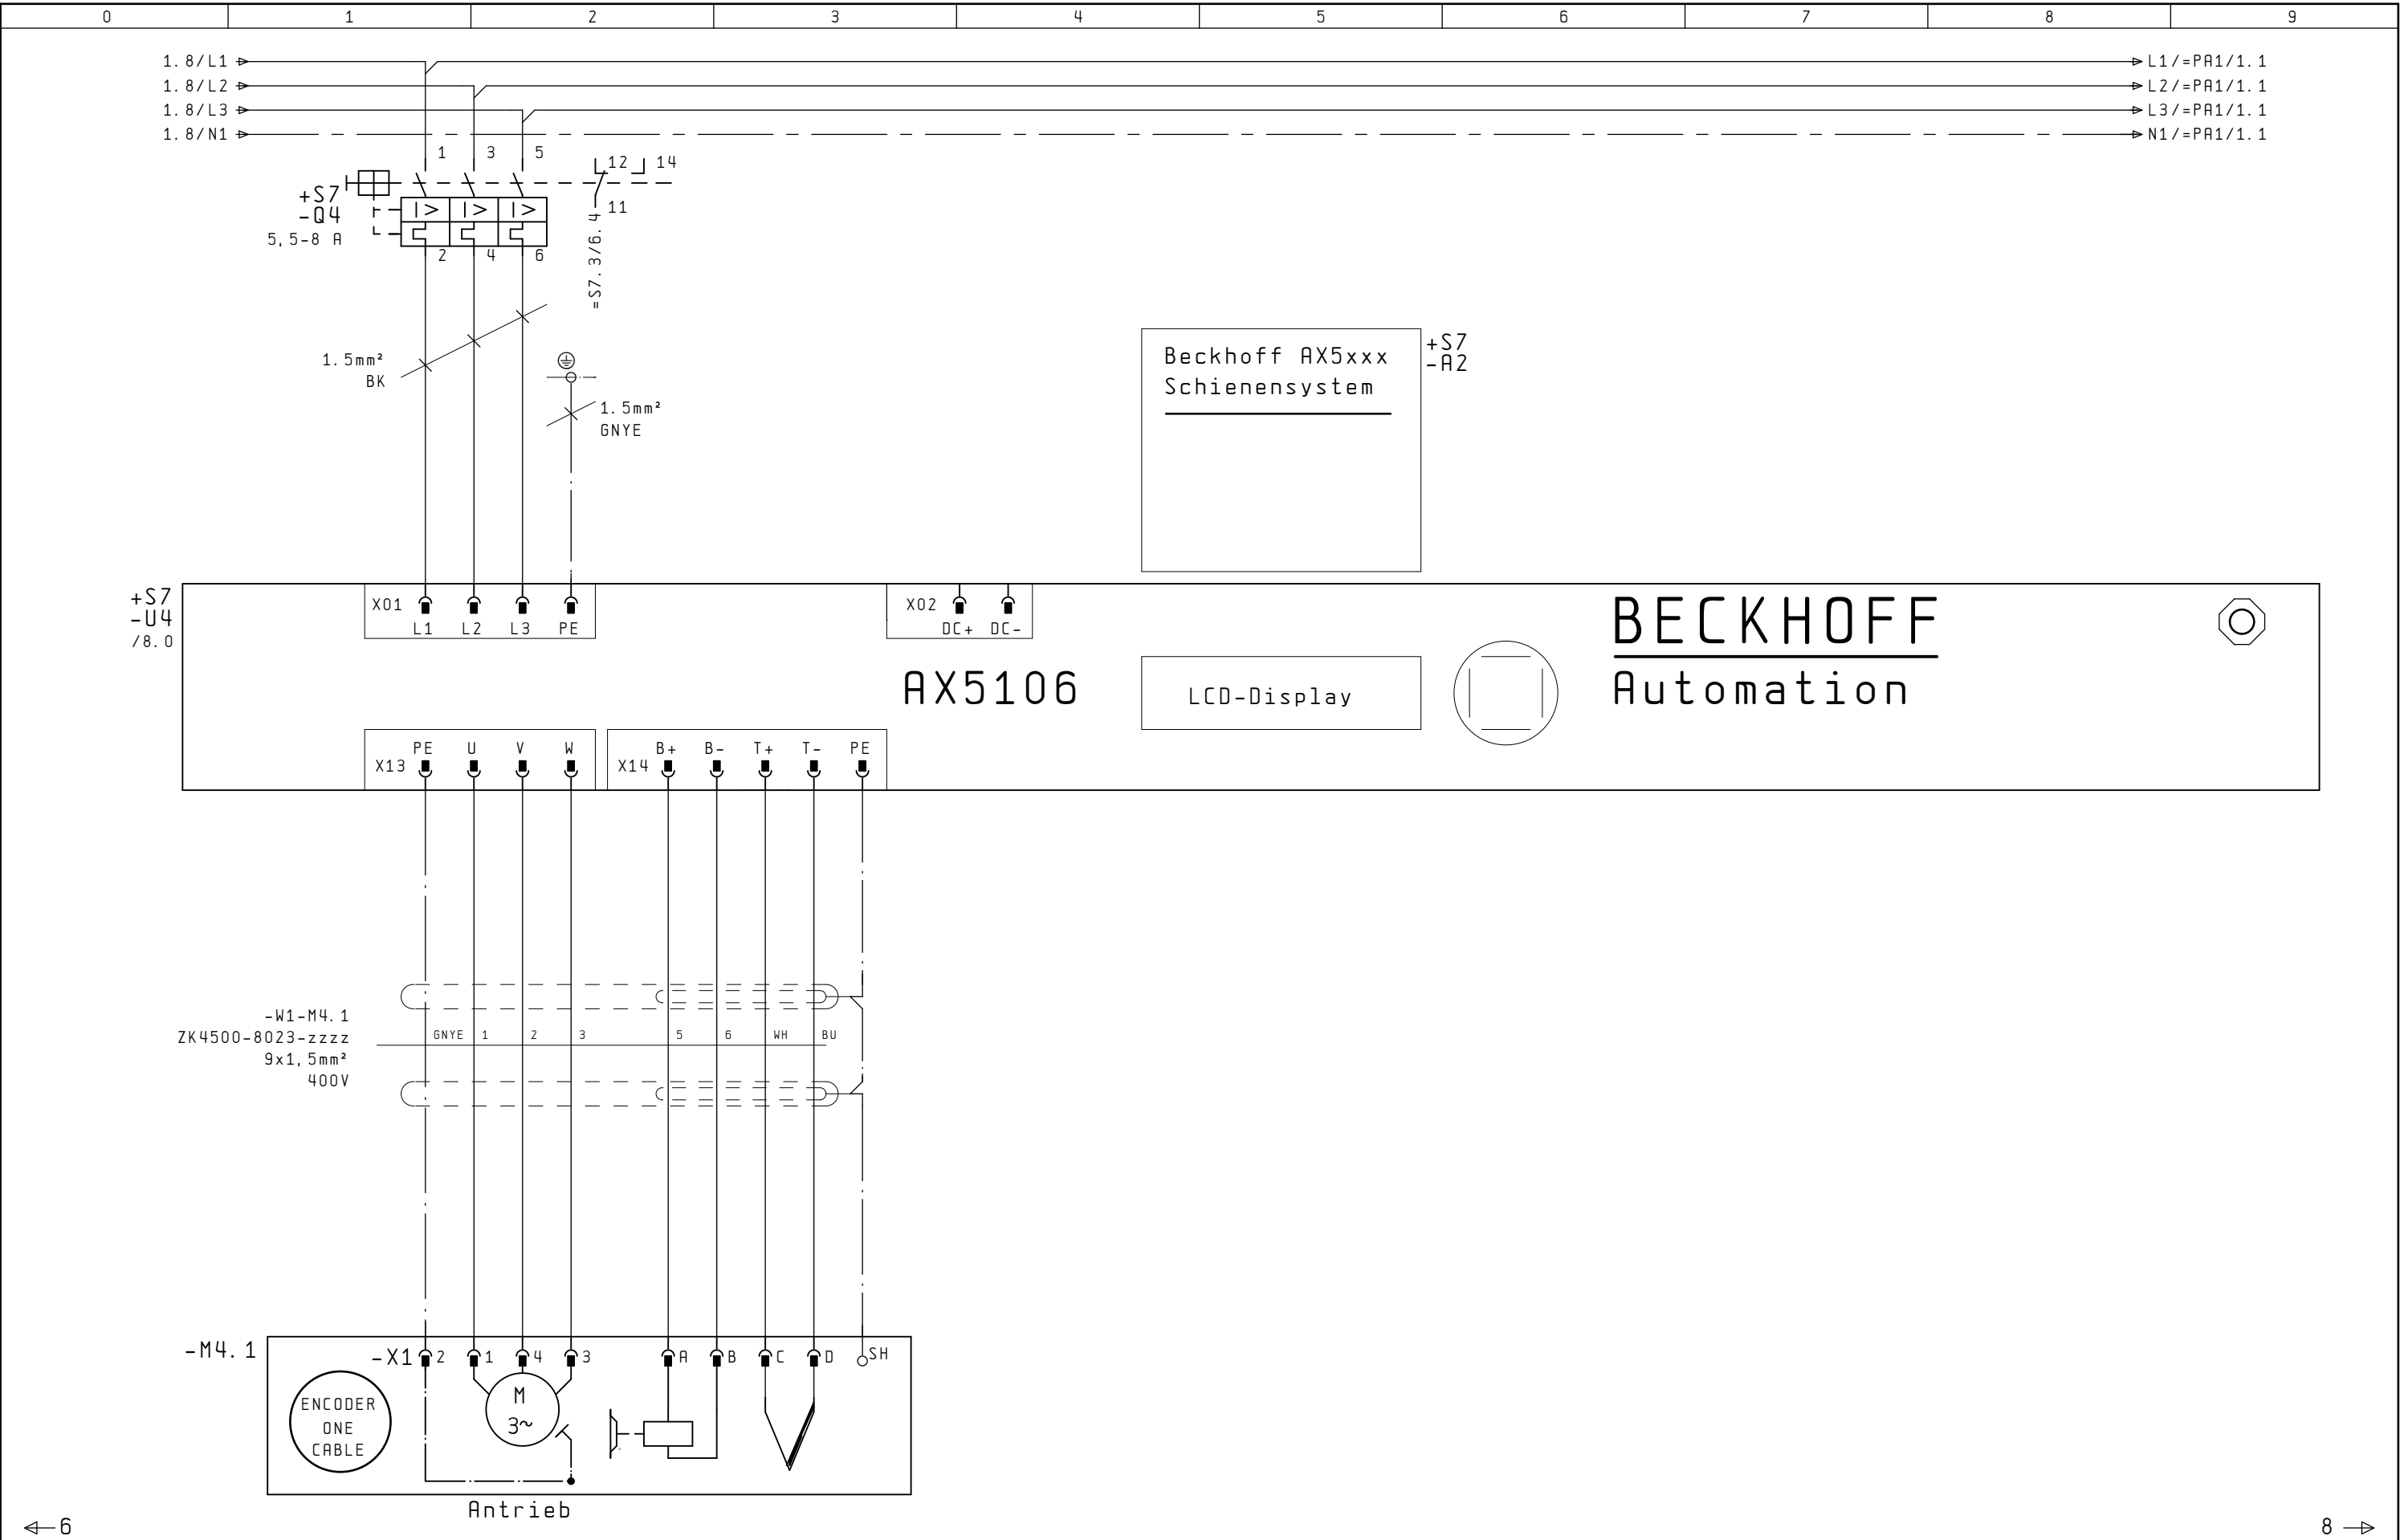 0 1 2 3 4 5 6 7 8 9
1.8/L1 L1/=PA1/1.1
1.8/L2 L2/=PA1/1.1
1.8/L3 L3/=PA1/1.1
1.8/N1 N1/=PA1/1.1
1 3 5 12 14
+S7
-Q4
5,5-8 A
I> I> I>
11
2 4 6
=S7.3/6.4
1.5mm²
BK
1.5mm²
GNYE
Beckhoff AX5xxx
Schienensystem
+S7
-A2
+S7
-U4
/8.0
X01
L1 L2 L3 PE
X02
DC+ DC-
AX5106
LCD-Display
BECKHOFF
Automation
PE U V W
X13
B+ B- T+ T- PE
X14
-W1-M4.1
ZK4500-8023-zzzz
9x1,5mm²
400V
GNYE 1 2 3 5 6 WH BU
-M4.1
-X1 2 1 4 3 A B C D SH
ENCODER
ONE
CABLE
M
3~
Antrieb
6
8